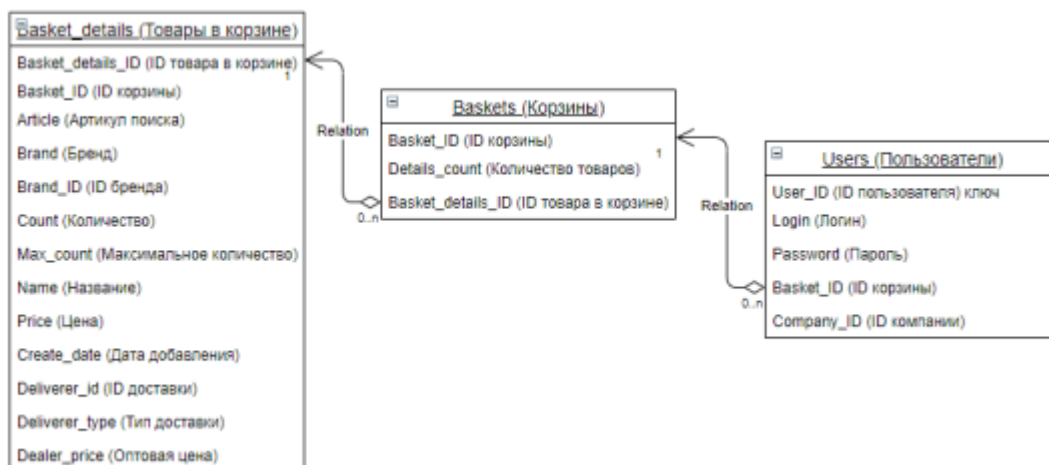 Basket_details (Товары в корзине)
Basket_details_ID (ID товара в корзине)
1
Basket_ID (ID корзины)
Article (Артикул поиска)
Brand (Бренд)
Brand_ID (ID бренда)
Count (Количество)
Max_count (Максимальное количество)
Name (Название)
Price (Цена)
Create_date (Дата добавления)
Deliverer_id (ID доставки)
Deliverer_type (Тип доставки)
Dealer_price (Оптовая цена)
Relation
0..n
Baskets (Корзины)
Basket_ID (ID корзины)
1
Details_count (Количество товаров)
Basket_details_ID (ID товара в корзине)
Relation
0..n
Users (Пользователи)
User_ID (ID пользователя) ключ
Login (Логин)
Password (Пароль)
Basket_ID (ID корзины)
Company_ID (ID компании)